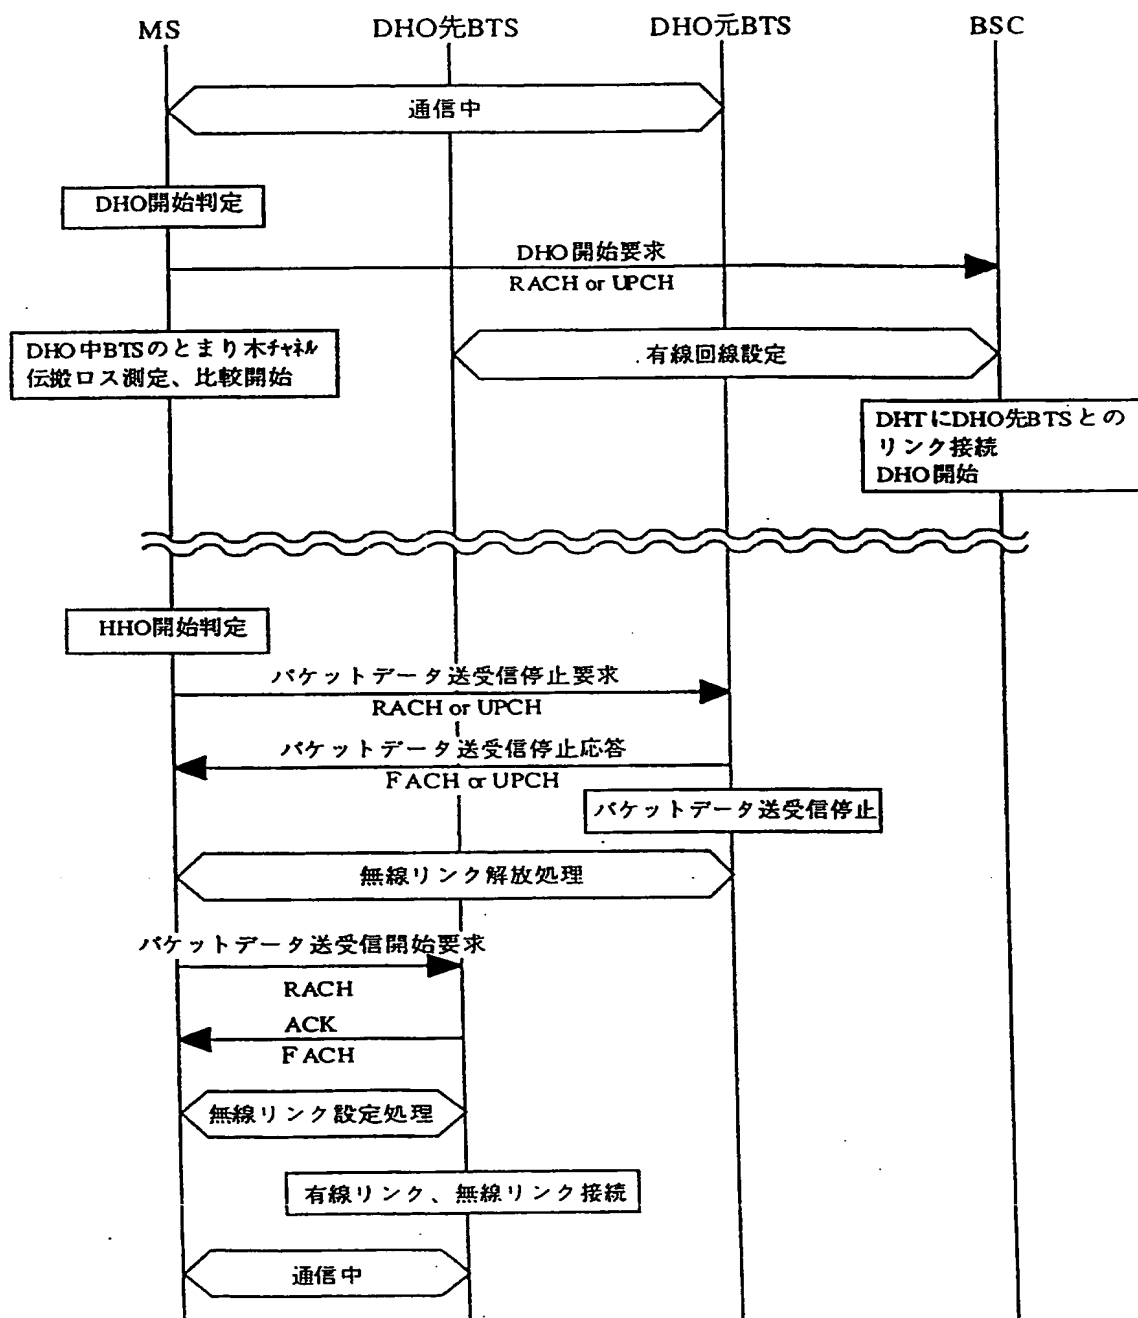 MS
DHO先BTS
DHO元BTS
BSC
通信中
DHO開始判定
DHO開始要求
RACH or UPCH
DHO中BTSのとまり木ﾁｬﾈﾙ
伝搬ロス測定、比較開始
有線回線設定
DHTにDHO先BTSとの
リンク接続
DHO開始
HHO開始判定
パケットデータ送受信停止要求
RACH or UPCH
パケットデータ送受信停止応答
FACH or UPCH
パケットデータ送受信停止
無線リンク解放処理
パケットデータ送受信開始要求
RACH
ACK
FACH
無線リンク設定処理
有線リンク、無線リンク接続
通信中